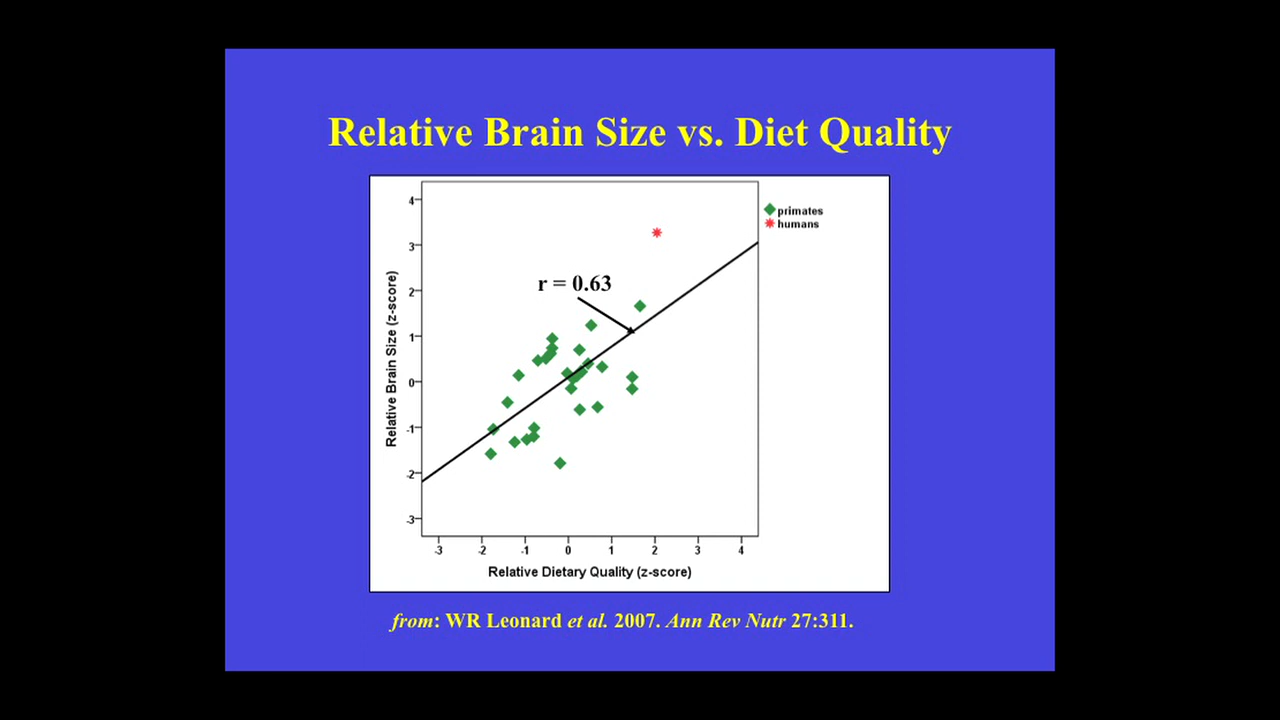 Relative Brain Size vs. Diet Quality
4
3
2
1
0
-1
-2
-3
Relative Brain Size (z-score)
r = 0.63
primates
humans
-3 -2 -1 0 1 2 3 4
Relative Dietary Quality (z-score)
from: WR Leonard et al. 2007. Ann Rev Nutr 27:311.